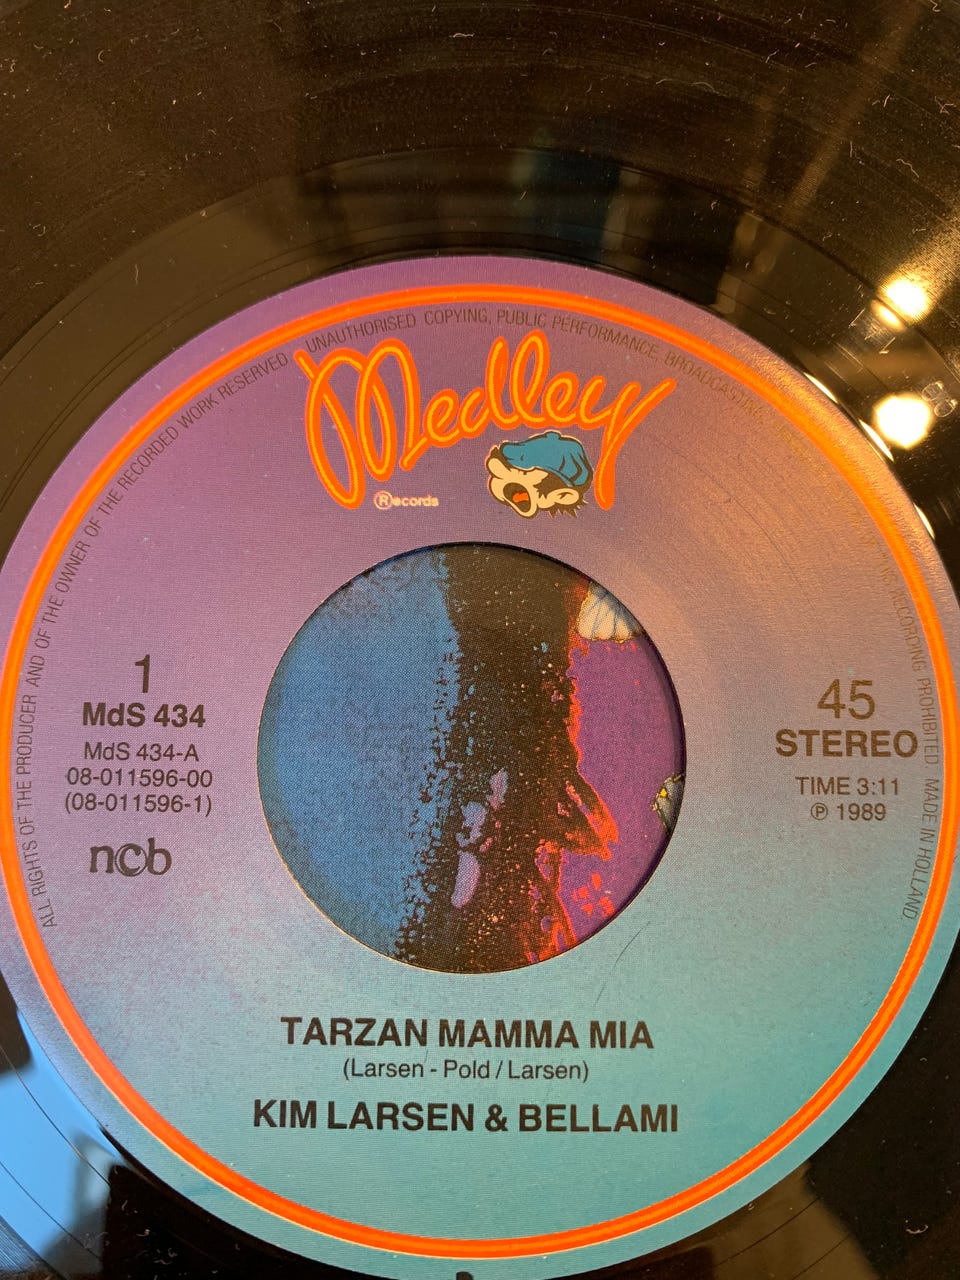 ALL RIGHTS OF THE PRODUCER AND OF THE OWNER OF THE RECORDED WORK RESERVED UNAUTHORISED COPYING, PUBLIC PERFORMANCE, BROADCASTING RECORDING PROHIBITED. MADE IN HOLLAND.
Medley
®ecords
1
MdS 434
MdS 434-A
08-011596-00
(08-011596-1)
ncb
45
STEREO
TIME 3:11
℗ 1989
TARZAN MAMMA MIA
(Larsen - Pold / Larsen)
KIM LARSEN & BELLAMI